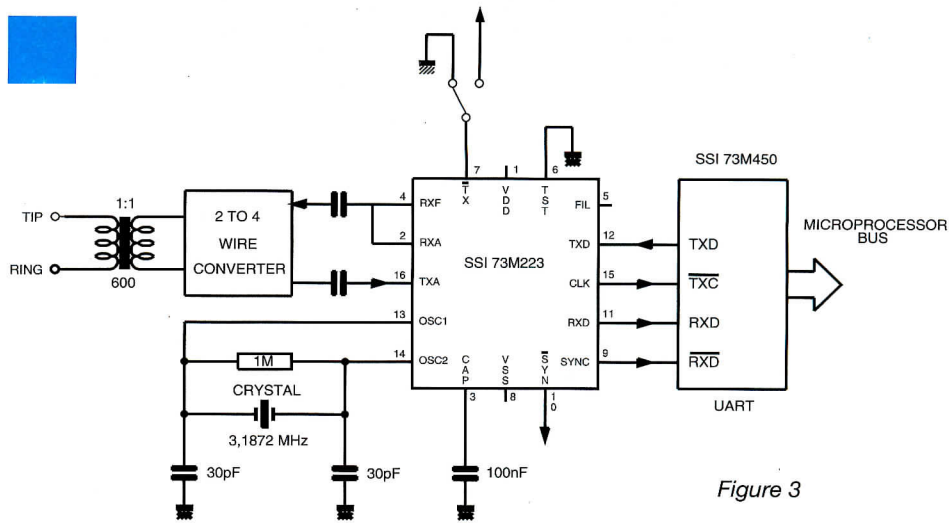 7
1
6
TX
VDD
TST
SSI 73M450
1:1
TIP
RING
600
2 TO 4
WIRE
CONVERTER
4
RXF
2
RXA
16
TXA
13
OSC1
14
OSC2
SSI 73M223
FIL
5
TXD
12
CLK
15
RXD
11
SYNC
9
CAP
VSS
SYN
3
8
10
TXD
TXC
RXD
RXD
UART
MICROPROCESSOR
BUS
1M
CRYSTAL
3,1872 MHz
30pF
30pF
100nF
Figure 3